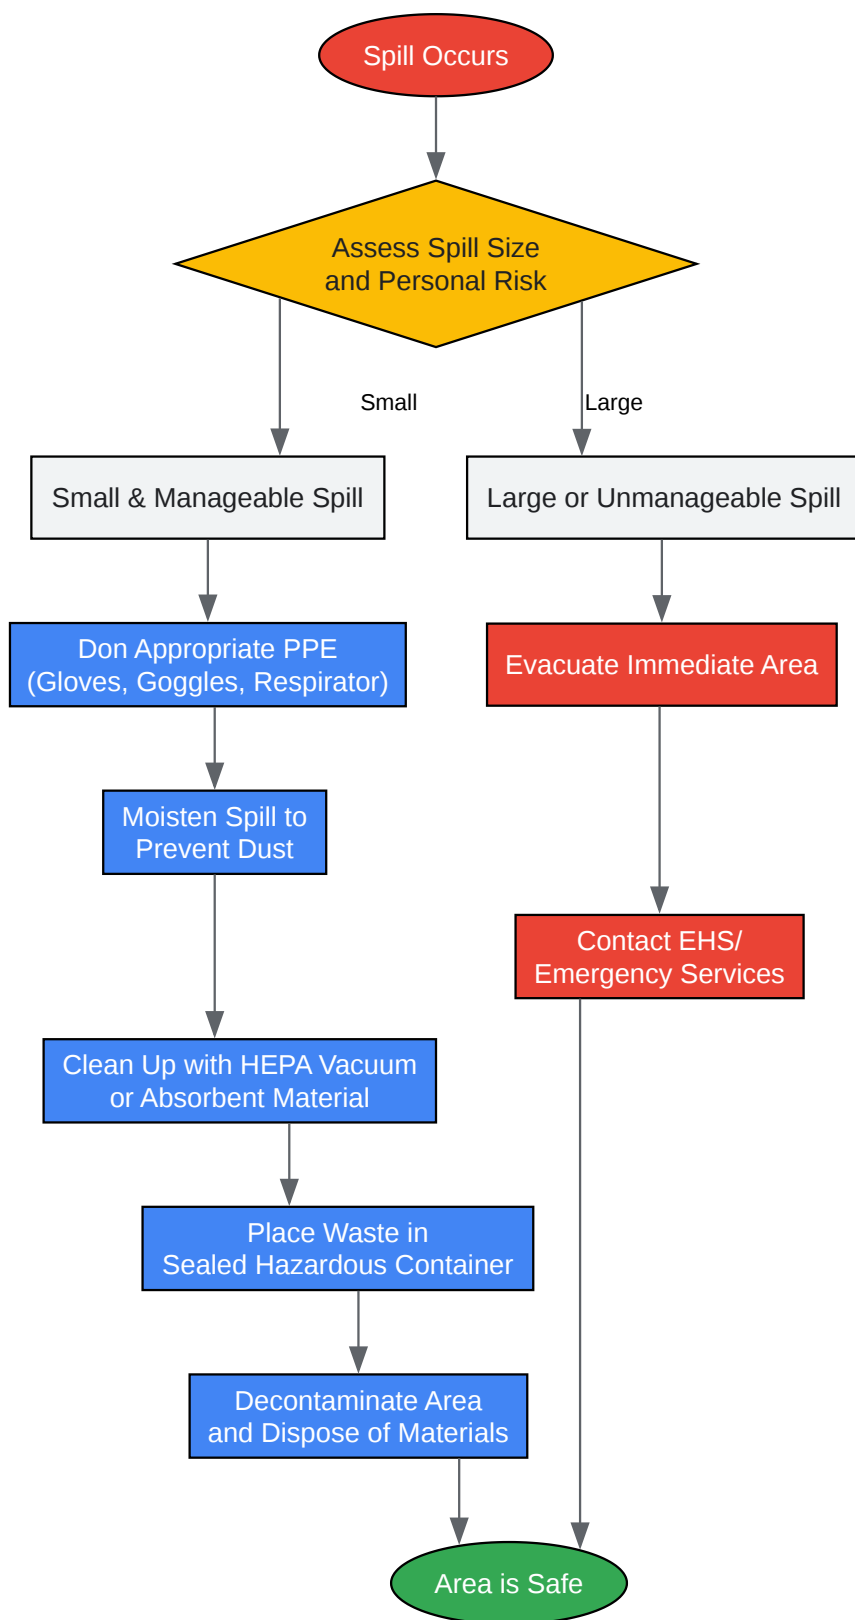 Spill Occurs
Assess Spill Size
and Personal Risk
Small
Large
Small & Manageable Spill
Large or Unmanageable Spill
Don Appropriate PPE
(Gloves, Goggles, Respirator)
Evacuate Immediate Area
Moisten Spill to
Prevent Dust
Contact EHS/
Emergency Services
Clean Up with HEPA Vacuum
or Absorbent Material
Place Waste in
Sealed Hazardous Container
Decontaminate Area
and Dispose of Materials
Area is Safe